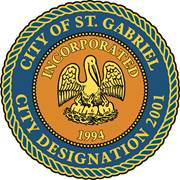 CITY OF ST. GABRIEL
INCORPORATED
1994
CITY DESIGNATION 2001